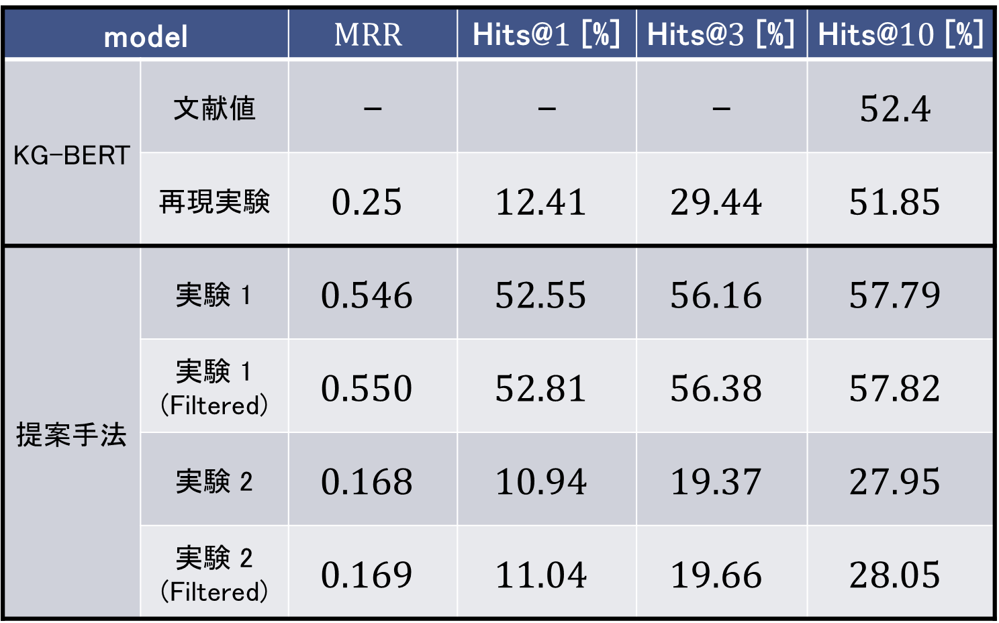 model MRR Hits@1 [%] Hits@3 [%] Hits@10 [%]
KG-BERT
文献値 － － － 52.4
再現実験 0.25 12.41 29.44 51.85
提案手法
実験 1 0.546 52.55 56.16 57.79
実験 1
(Filtered) 0.550 52.81 56.38 57.82
実験 2 0.168 10.94 19.37 27.95
実験 2
(Filtered) 0.169 11.04 19.66 28.05